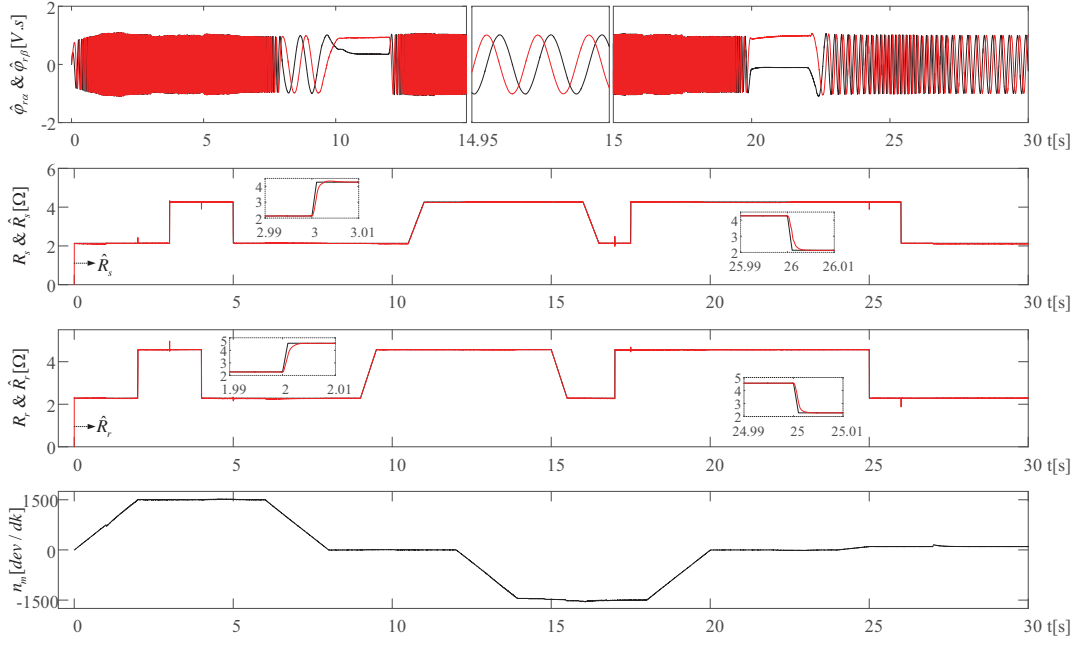 φ̂rα & φ̂rβ[V.s]
2
0
-2
0 5 10 14.95 15 20 25 30 t[s]
Rs & R̂s[Ω]
6
4
2
0
R̂s
4
3
2
2.99 3 3.01
4
3
2
25.99 26 26.01
0 5 10 15 20 25 30 t[s]
Rr & R̂r[Ω]
4
2
0
R̂r
5
4
3
2
1.99 2 2.01
5
4
3
2
24.99 25 25.01
0 5 10 15 20 25 30 t[s]
nm[dev / dk]
1500
0
-1500
0 5 10 15 20 25 30 t[s]